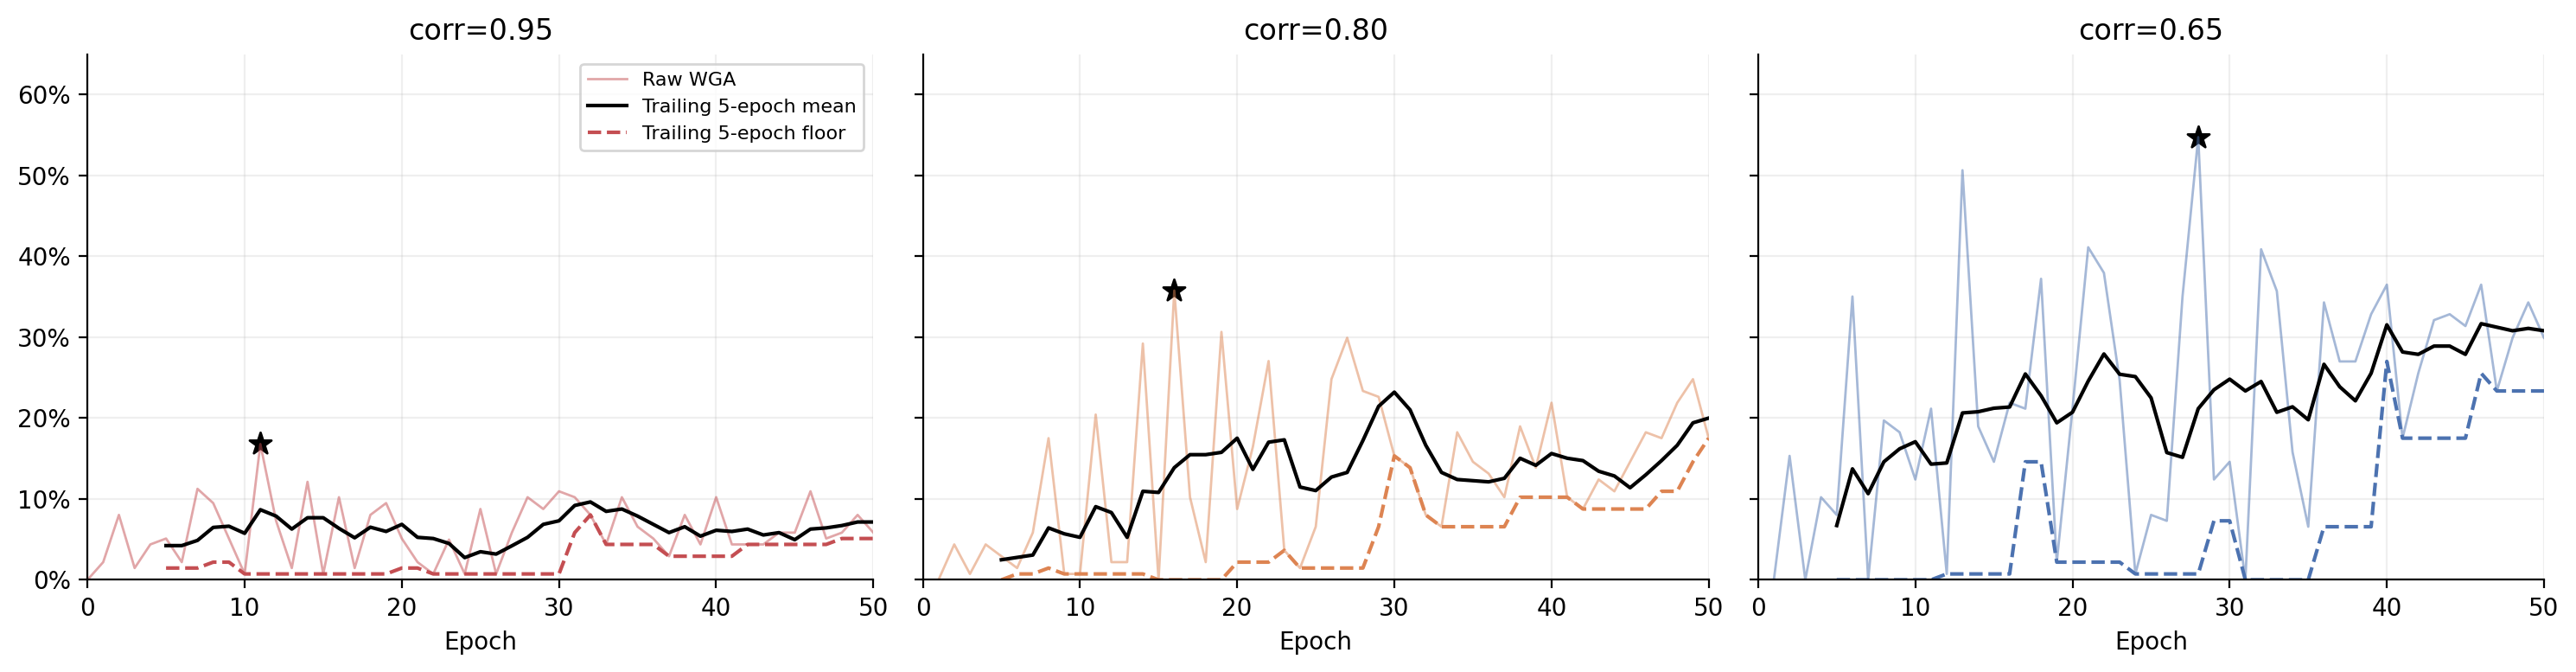 corr=0.95
corr=0.80
corr=0.65
Raw WGA
Trailing 5-epoch mean
Trailing 5-epoch floor
60%
50%
40%
30%
20%
10%
0%
0 10 20 30 40 50
0 10 20 30 40 50
0 10 20 30 40 50
Epoch
Epoch
Epoch